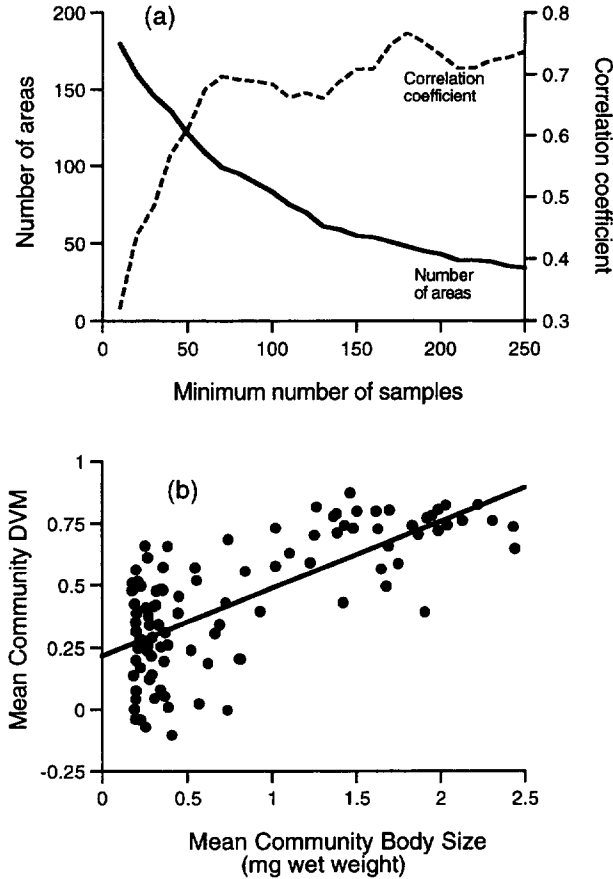 (a)
200
150
100
50
0
Number of areas
0.8
0.7
0.6
0.5
0.4
0.3
Correlation coefficient
Correlation
coefficient
Number
of areas
0
50
100
150
200
250
Minimum number of samples
(b)
1
0.75
0.5
0.25
0
-0.25
Mean Community DVM
0
0.5
1
1.5
2
2.5
Mean Community Body Size
(mg wet weight)